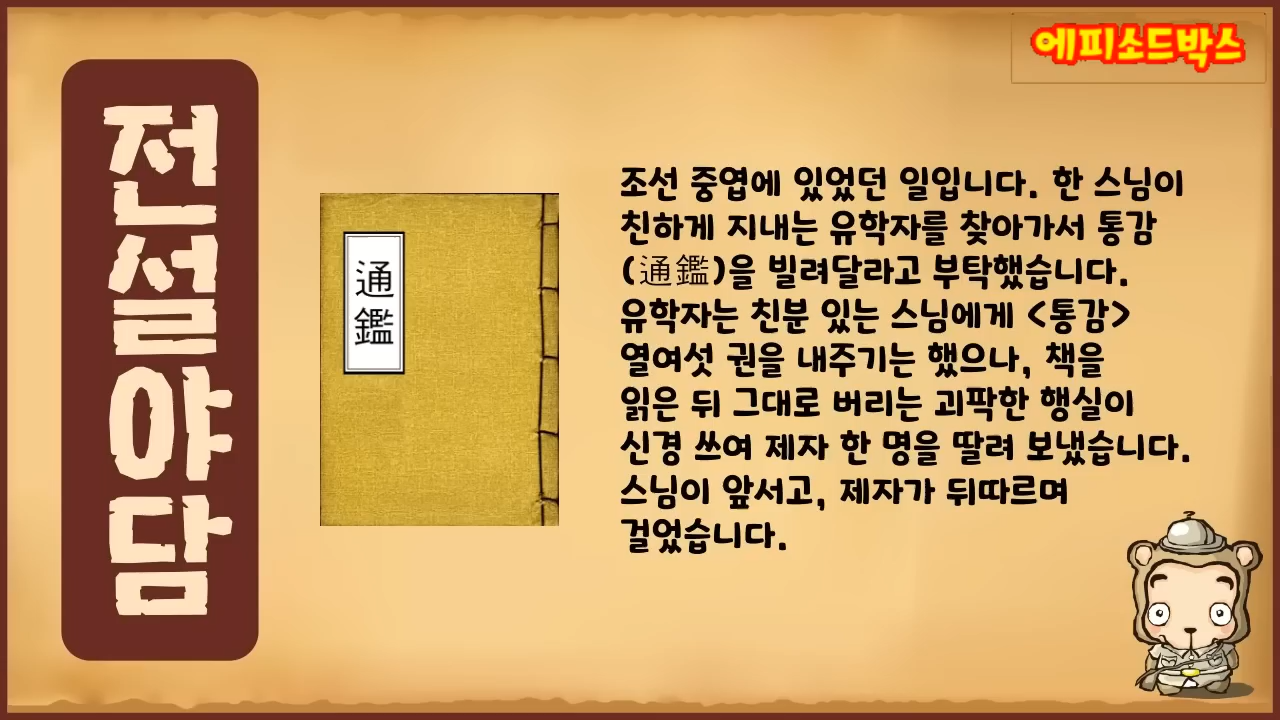 에피소드박스
전설야담
通
鑑
조선 중엽에 있었던 일입니다. 한 스님이
친하게 지내는 유학자를 찾아가서 통감
(通鑑)을 빌려달라고 부탁했습니다.
유학자는 친분 있는 스님에게 <통감>
열여섯 권을 내주기는 했으나, 책을
읽은 뒤 그대로 버리는 괴팍한 행실이
신경 쓰여 제자 한 명을 딸려 보냈습니다.
스님이 앞서고, 제자가 뒤따르며
걸었습니다.